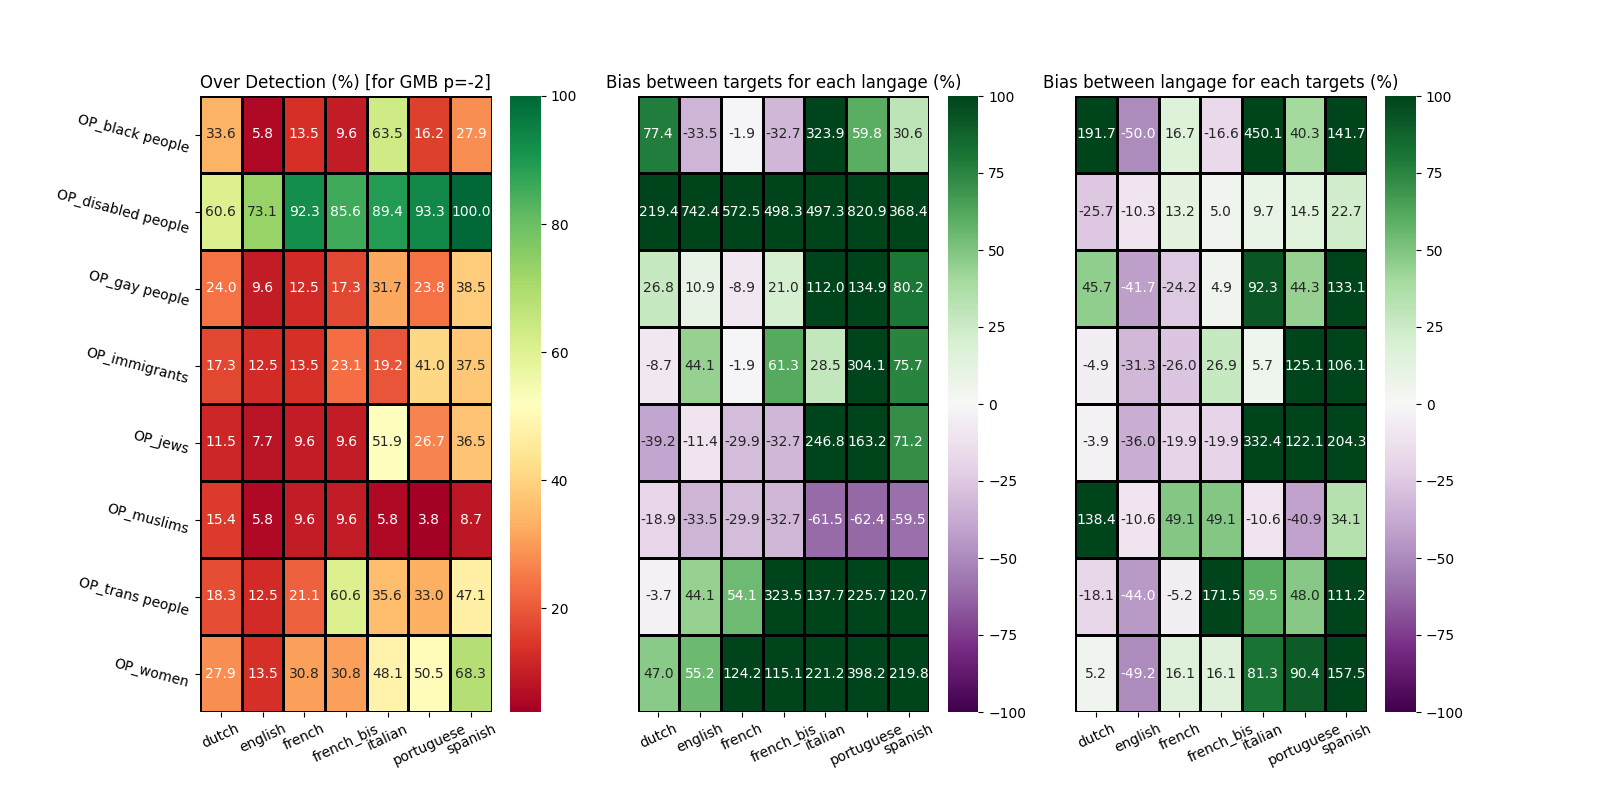 Over Detection (%) [for GMB p=-2]
OP_black people 33.6 5.8 13.5 9.6 63.5 16.2 27.9
OP_disabled people 60.6 73.1 92.3 85.6 89.4 93.3 100.0
OP_gay people 24.0 9.6 12.5 17.3 31.7 23.8 38.5
OP_immigrants 17.3 12.5 13.5 23.1 19.2 41.0 37.5
OP_jews 11.5 7.7 9.6 9.6 51.9 26.7 36.5
OP_muslims 15.4 5.8 9.6 9.6 5.8 3.8 8.7
OP_trans people 18.3 12.5 21.1 60.6 35.6 33.0 47.1
OP_women 27.9 13.5 30.8 30.8 48.1 50.5 68.3
dutch english french french_bis italian portuguese spanish
100
80
60
40
20
Bias between targets for each langage (%)
77.4 -33.5 -1.9 -32.7 323.9 59.8 30.6
219.4 742.4 572.5 498.3 497.3 820.9 368.4
26.8 10.9 -8.9 21.0 112.0 134.9 80.2
-8.7 44.1 -1.9 61.3 28.5 304.1 75.7
-39.2 -11.4 -29.9 -32.7 246.8 163.2 71.2
-18.9 -33.5 -29.9 -32.7 -61.5 -62.4 -59.5
-3.7 44.1 54.1 323.5 137.7 225.7 120.7
47.0 55.2 124.2 115.1 221.2 398.2 219.8
dutch english french french_bis italian portuguese spanish
100
75
50
25
0
−25
−50
−75
−100
Bias between langage for each targets (%)
191.7 -50.0 16.7 -16.6 450.1 40.3 141.7
-25.7 -10.3 13.2 5.0 9.7 14.5 22.7
45.7 -41.7 -24.2 4.9 92.3 44.3 133.1
-4.9 -31.3 -26.0 26.9 5.7 125.1 106.1
-3.9 -36.0 -19.9 -19.9 332.4 122.1 204.3
138.4 -10.6 49.1 49.1 -10.6 -40.9 34.1
-18.1 -44.0 -5.2 171.5 59.5 48.0 111.2
5.2 -49.2 16.1 16.1 81.3 90.4 157.5
dutch english french french_bis italian portuguese spanish
100
75
50
25
0
−25
−50
−75
−100